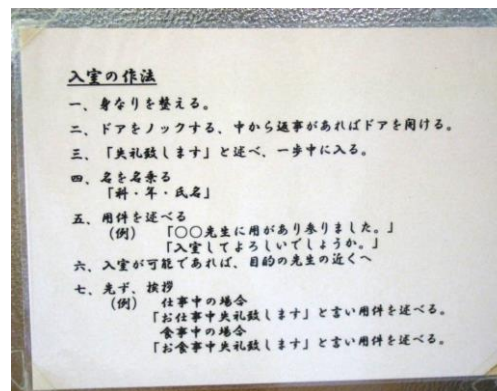 入室の作法
一、身なりを整える。
二、ドアをノックする、中から返事があればドアを開ける。
三、「失礼致します」と述べ、一歩中に入る。
四、名を名乗る
「科・年・氏名」
五、用件を述べる
(例) 「〇〇先生に用があり参りました。」
「入室してよろしいでしょうか。」
六、入室が可能であれば、目的の先生の近くへ
七、先ず、挨拶
(例) 仕事中の場合
「お仕事中失礼致します」と言い用件を述べる。
食事中の場合
「お食事中失礼致します」と言い用件を述べる。